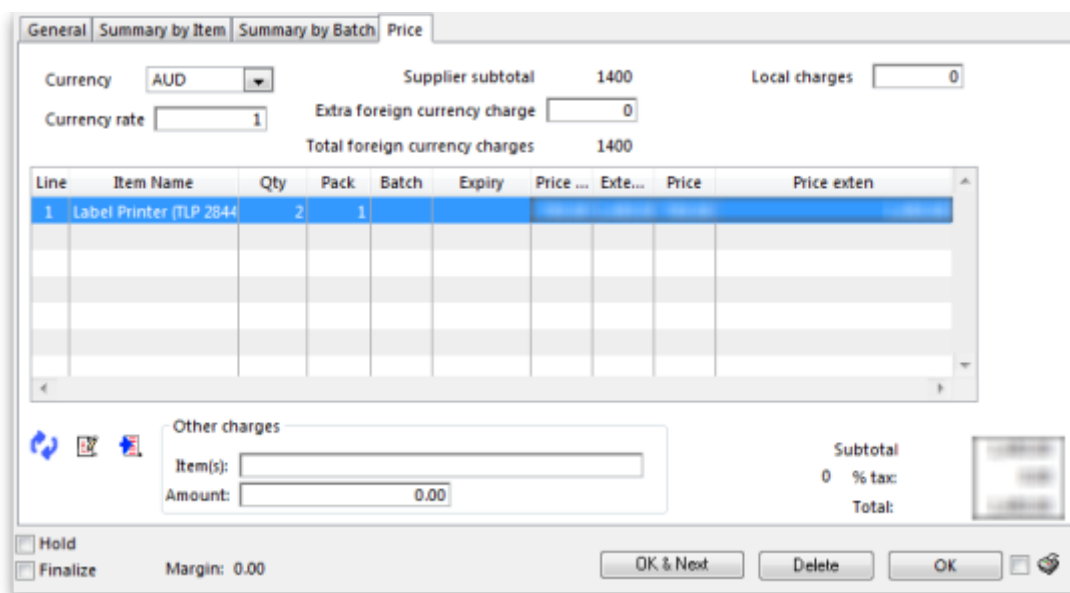 General Summary by Item Summary by Batch Price
Currency AUD Supplier subtotal 1400 Local charges 0
Currency rate 1 Extra foreign currency charge 0
Total foreign currency charges 1400
Line Item Name Qty Pack Batch Expiry Price ... Exte... Price Price exten
1 Label Printer (TLP 2844 2 1
Other charges
Item(s):
Amount: 0.00
Subtotal
0 % tax:
Total:
Hold
Finalize Margin: 0.00 OK & Next Delete OK